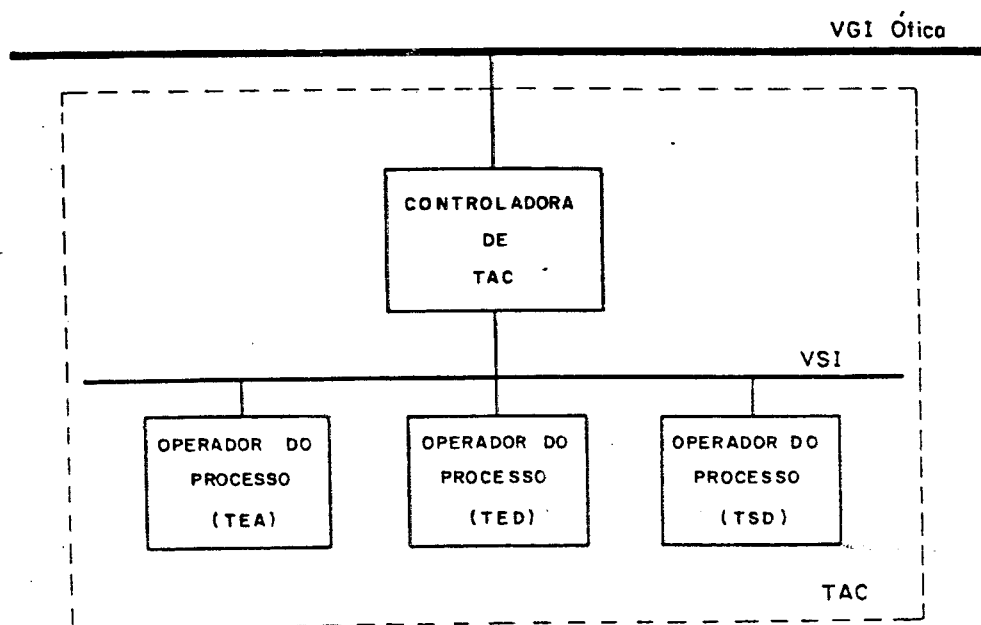 VGI Ótica
CONTROLADORA
DE
TAC
VSI
OPERADOR DO
PROCESSO
(TEA)
OPERADOR DO
PROCESSO
(TED)
OPERADOR DO
PROCESSO
(TSD)
TAC